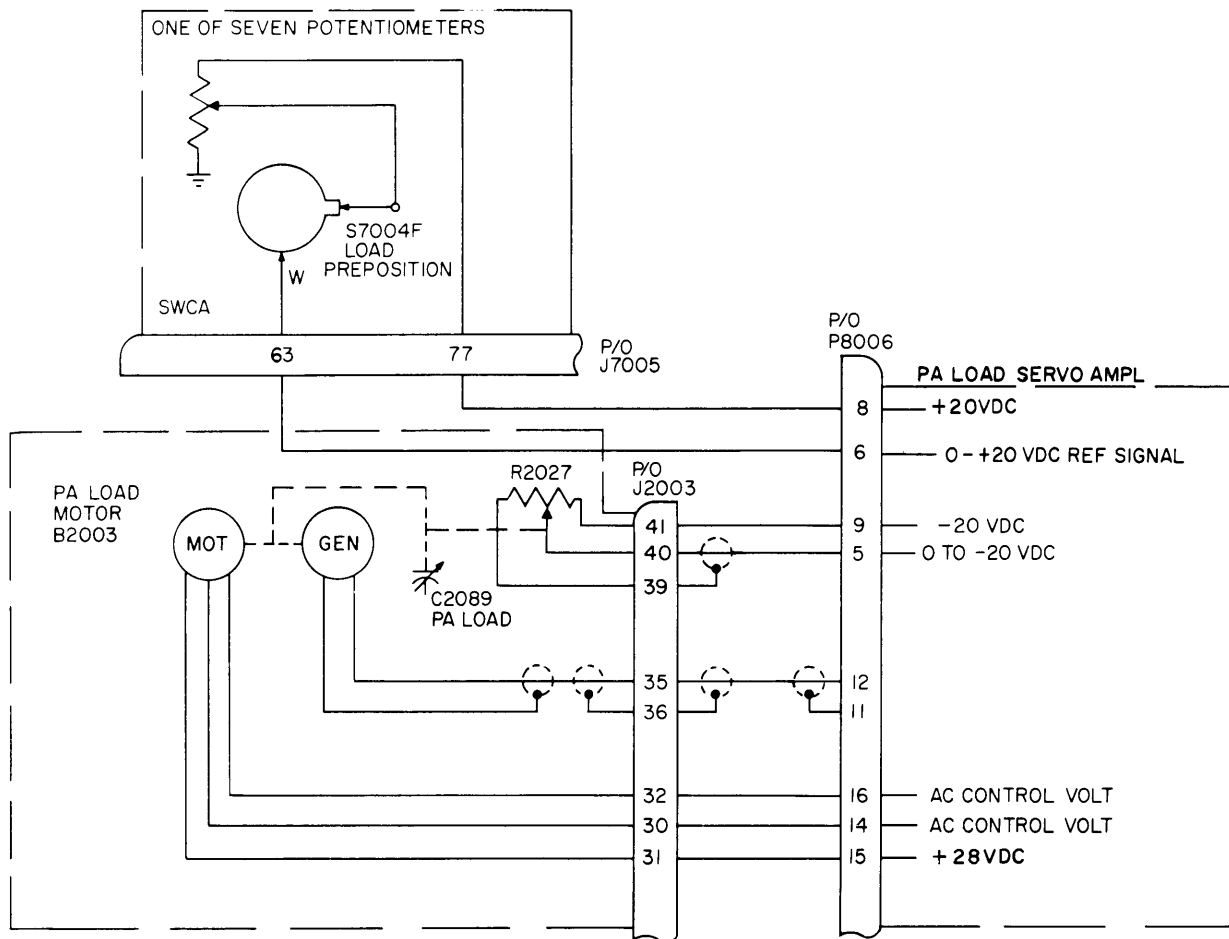 ONE OF SEVEN POTENTIOMETERS
S7004F
LOAD
PREPOSITION
W
SWCA
63 77
P/O
J7005
P/O
P8006
PA LOAD SERVO AMPL
8 +20VDC
6 0-+20 VDC REF SIGNAL
PA LOAD
MOTOR
B2003
MOT
GEN
C2089
PA LOAD
R2027
P/O
J2003
41 9 -20 VDC
40 5 0 TO -20 VDC
39
35 12
36 11
32 16 AC CONTROL VOLT
30 14 AC CONTROL VOLT
31 15 +28VDC